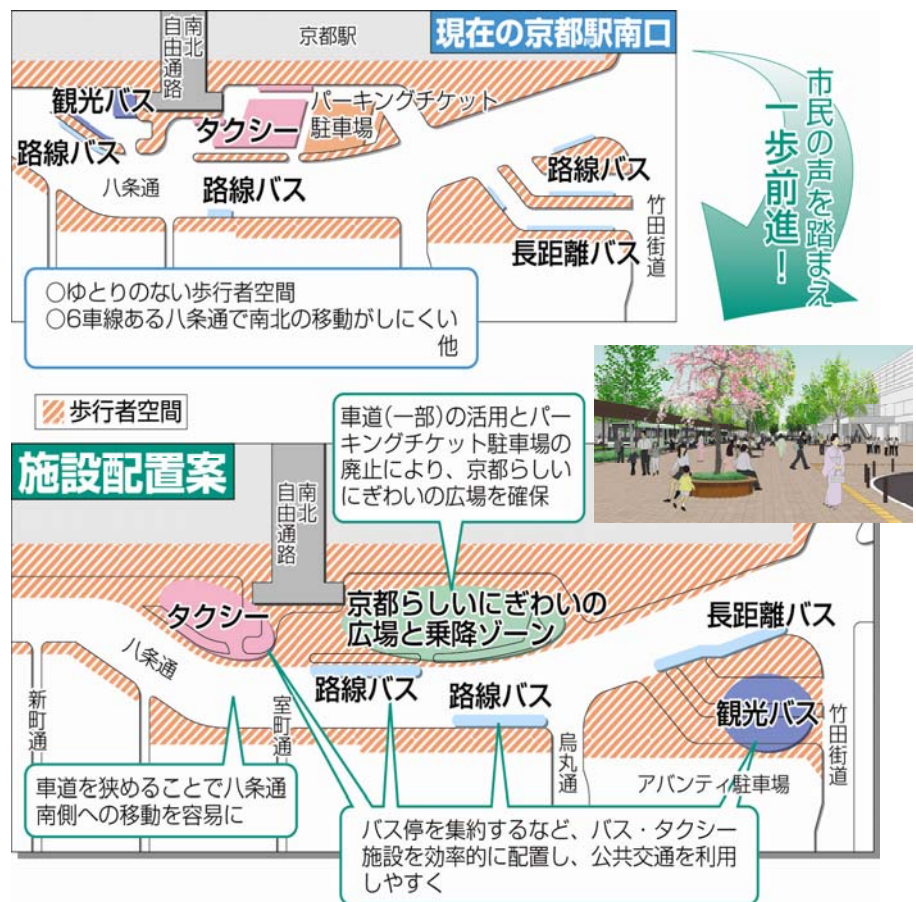 現在の京都駅南口
京都駅
南北
自由通路
観光バス
タクシー
パーキングチケット
駐車場
路線バス
八条通
路線バス
路線バス
長距離バス
竹田街道
○ゆとりのない歩行者空間
○6車線ある八条通で南北の移動がしにくい
他
市民の声を踏まえ
一歩前進！
歩行者空間
施設配置案
車道(一部)の活用とパー
キングチケット駐車場の
廃止により、京都らしい
にぎわいの広場を確保
南北
自由通路
タクシー
京都らしいにぎわいの
広場と乗降ゾーン
長距離バス
八条通
路線バス
路線バス
観光バス
新町通
室町通
烏丸通
竹田街道
アバンティ駐車場
車道を狭めることで八条通
南側への移動を容易に
バス停を集約するなど、バス・タクシー
施設を効率的に配置し、公共交通を利用
しやすく